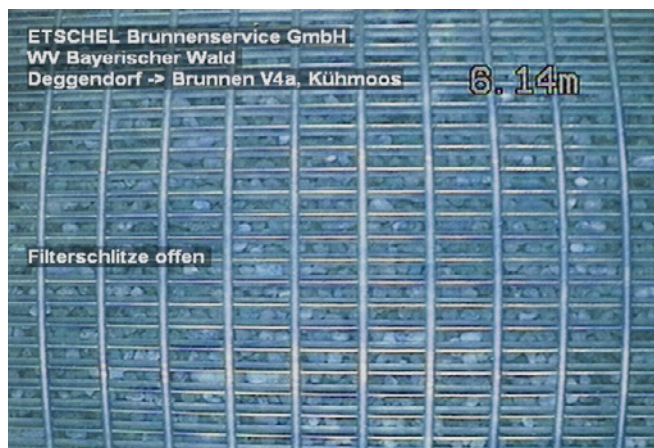 ETSCHEL Brunnenservice GmbH
WV Bayerischer Wald
Deggendorf -> Brunnen V4a, Kühmoos
6.14m
Filterschlitze offen